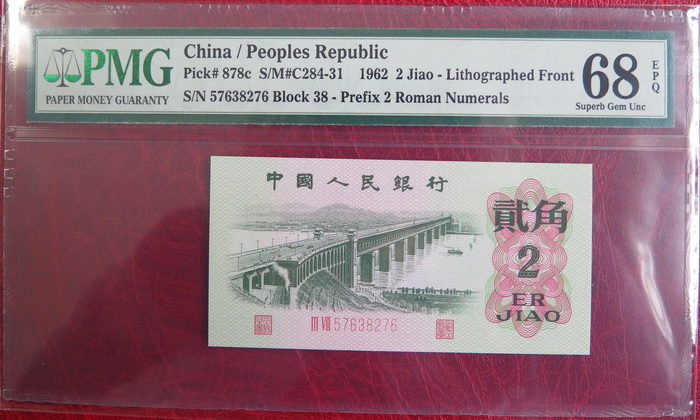 PMG
PAPER MONEY GUARANTY
China / Peoples Republic
Pick# 878c S/M#C284-31 1962 2 Jiao - Lithographed Front
S/N 57638276 Block 38 - Prefix 2 Roman Numerals
68
EPQ
Superb Gem Unc
中國人民銀行
貳角
2
ER
JIAO
III VIII 57638276